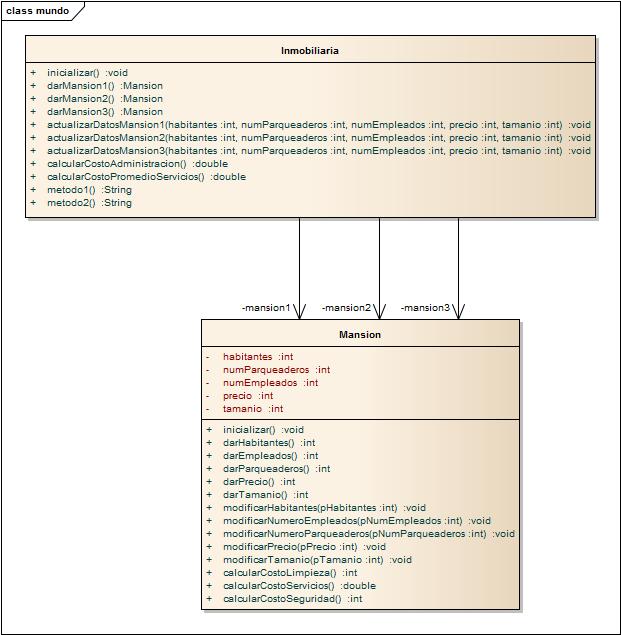 class mundo
Inmobiliaria
+ inicializar() :void
+ darMansion1() :Mansion
+ darMansion2() :Mansion
+ darMansion3() :Mansion
+ actualizarDatosMansion1(habitantes :int, numParqueaderos :int, numEmpleados :int, precio :int, tamanio :int) :void
+ actualizarDatosMansion2(habitantes :int, numParqueaderos :int, numEmpleados :int, precio :int, tamanio :int) :void
+ actualizarDatosMansion3(habitantes :int, numParqueaderos :int, numEmpleados :int, precio :int, tamanio :int) :void
+ calcularCostoAdministracion() :double
+ calcularCostoPromedioServicios() :double
+ metodo1() :String
+ metodo2() :String
-mansion1 -mansion2 -mansion3
Mansion
- habitantes :int
- numParqueaderos :int
- numEmpleados :int
- precio :int
- tamanio :int
+ inicializar() :void
+ darHabitantes() :int
+ darEmpleados() :int
+ darParqueaderos() :int
+ darPrecio() :int
+ darTamanio() :int
+ modificarHabitantes(pHabitantes :int) :void
+ modificarNumeroEmpleados(pNumEmpleados :int) :void
+ modificarNumeroParqueaderos(pNumParqueaderos :int) :void
+ modificarPrecio(pPrecio :int) :void
+ modificarTamanio(pTamanio :int) :void
+ calcularCostoLimpieza() :int
+ calcularCostoServicios() :double
+ calcularCostoSeguridad() :int